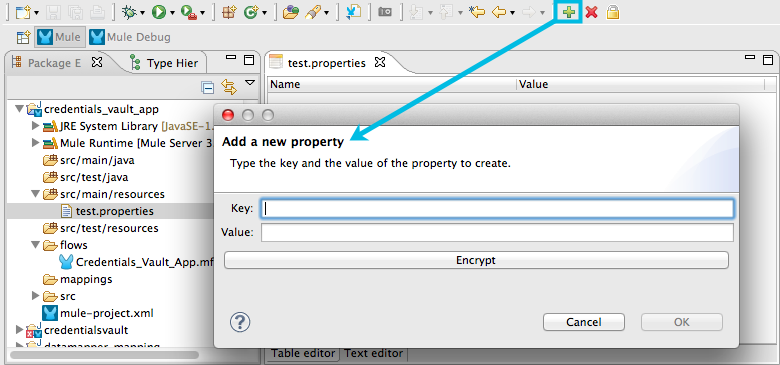 Mule
Mule Debug
Package E
Type Hier
test.properties
Name
Value
credentials_vault_app
JRE System Library [JavaSE-1.
Mule Runtime [Mule Server 3
src/main/java
src/test/java
src/main/resources
test.properties
src/test/resources
flows
Credentials_Vault_App.mf
mappings
src
mule-project.xml
credentialsvault
datamapper_mapping
Add a new property
Type the key and the value of the property to create.
Key:
Value:
Encrypt
?
Cancel
OK
Table editor
Text editor